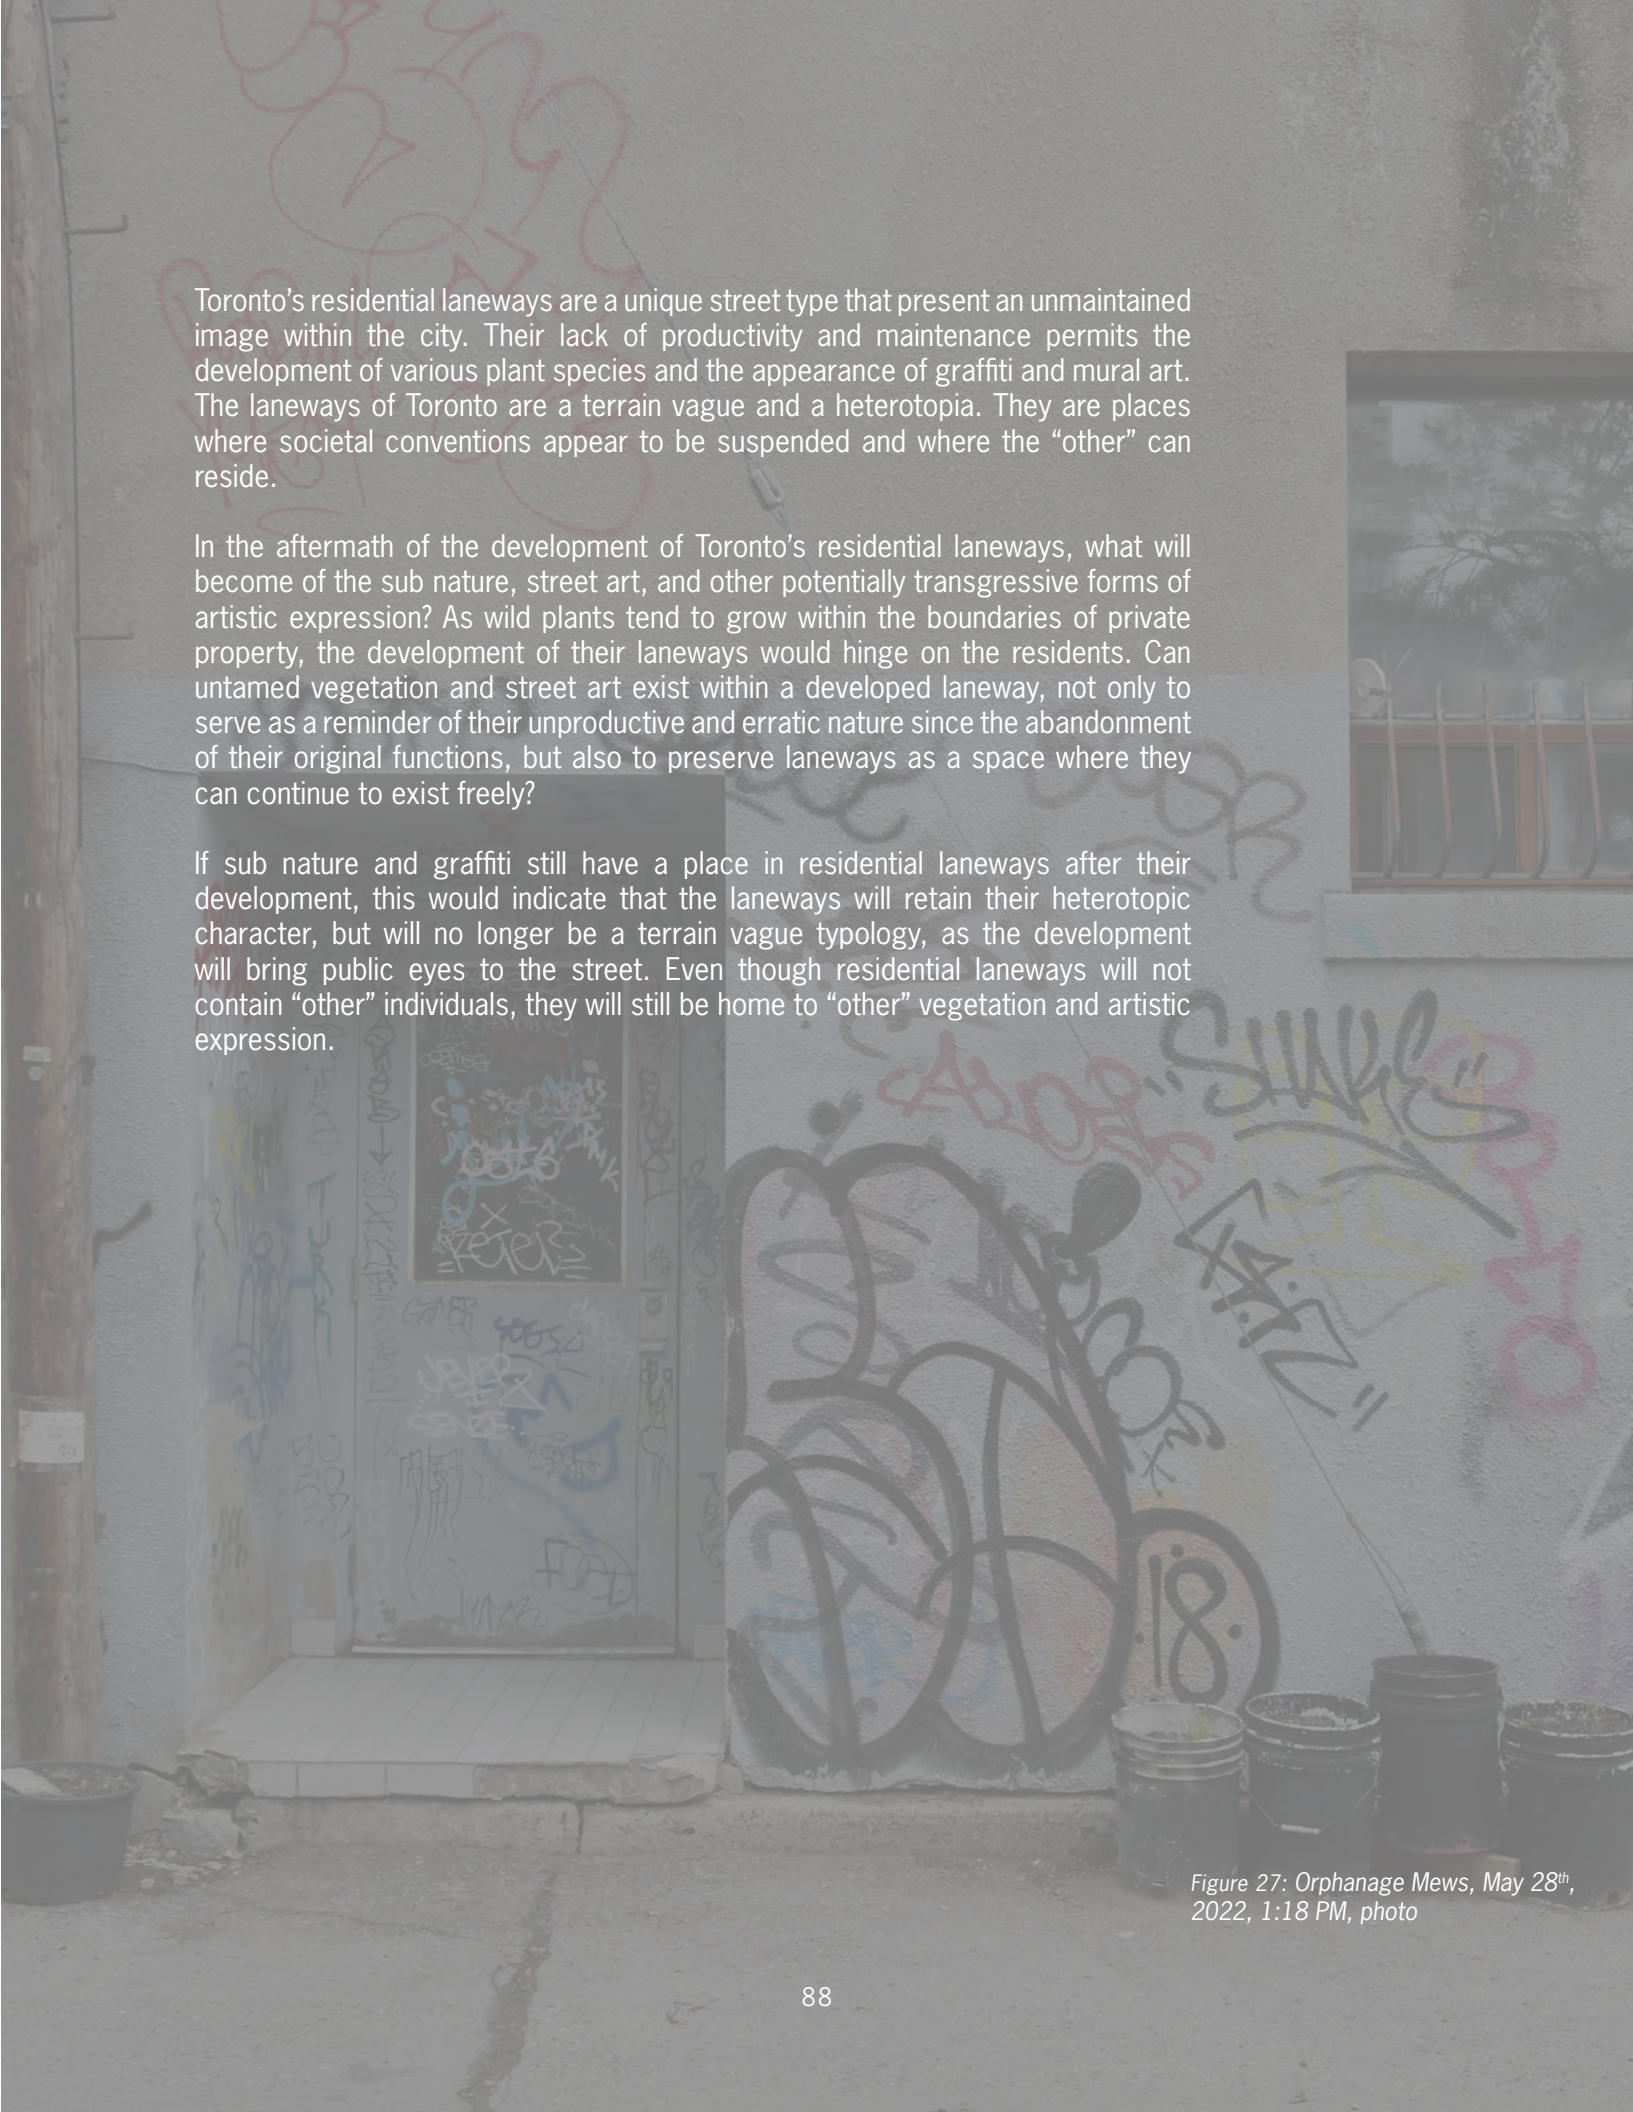 Toronto’s residential laneways are a unique street type that present an unmaintained
image within the city. Their lack of productivity and maintenance permits the
development of various plant species and the appearance of graffiti and mural art.
The laneways of Toronto are a terrain vague and a heterotopia. They are places
where societal conventions appear to be suspended and where the “other” can
reside.
In the aftermath of the development of Toronto’s residential laneways, what will
become of the sub nature, street art, and other potentially transgressive forms of
artistic expression? As wild plants tend to grow within the boundaries of private
property, the development of their laneways would hinge on the residents. Can
untamed vegetation and street art exist within a developed laneway, not only to
serve as a reminder of their unproductive and erratic nature since the abandonment
of their original functions, but also to preserve laneways as a space where they
can continue to exist freely?
If sub nature and graffiti still have a place in residential laneways after their
development, this would indicate that the laneways will retain their heterotopic
character, but will no longer be a terrain vague typology, as the development
will bring public eyes to the street. Even though residential laneways will not
contain “other” individuals, they will still be home to “other” vegetation and artistic
expression.
TURK
18
Figure 27: Orphanage Mews, May 28th,
2022, 1:18 PM, photo
88